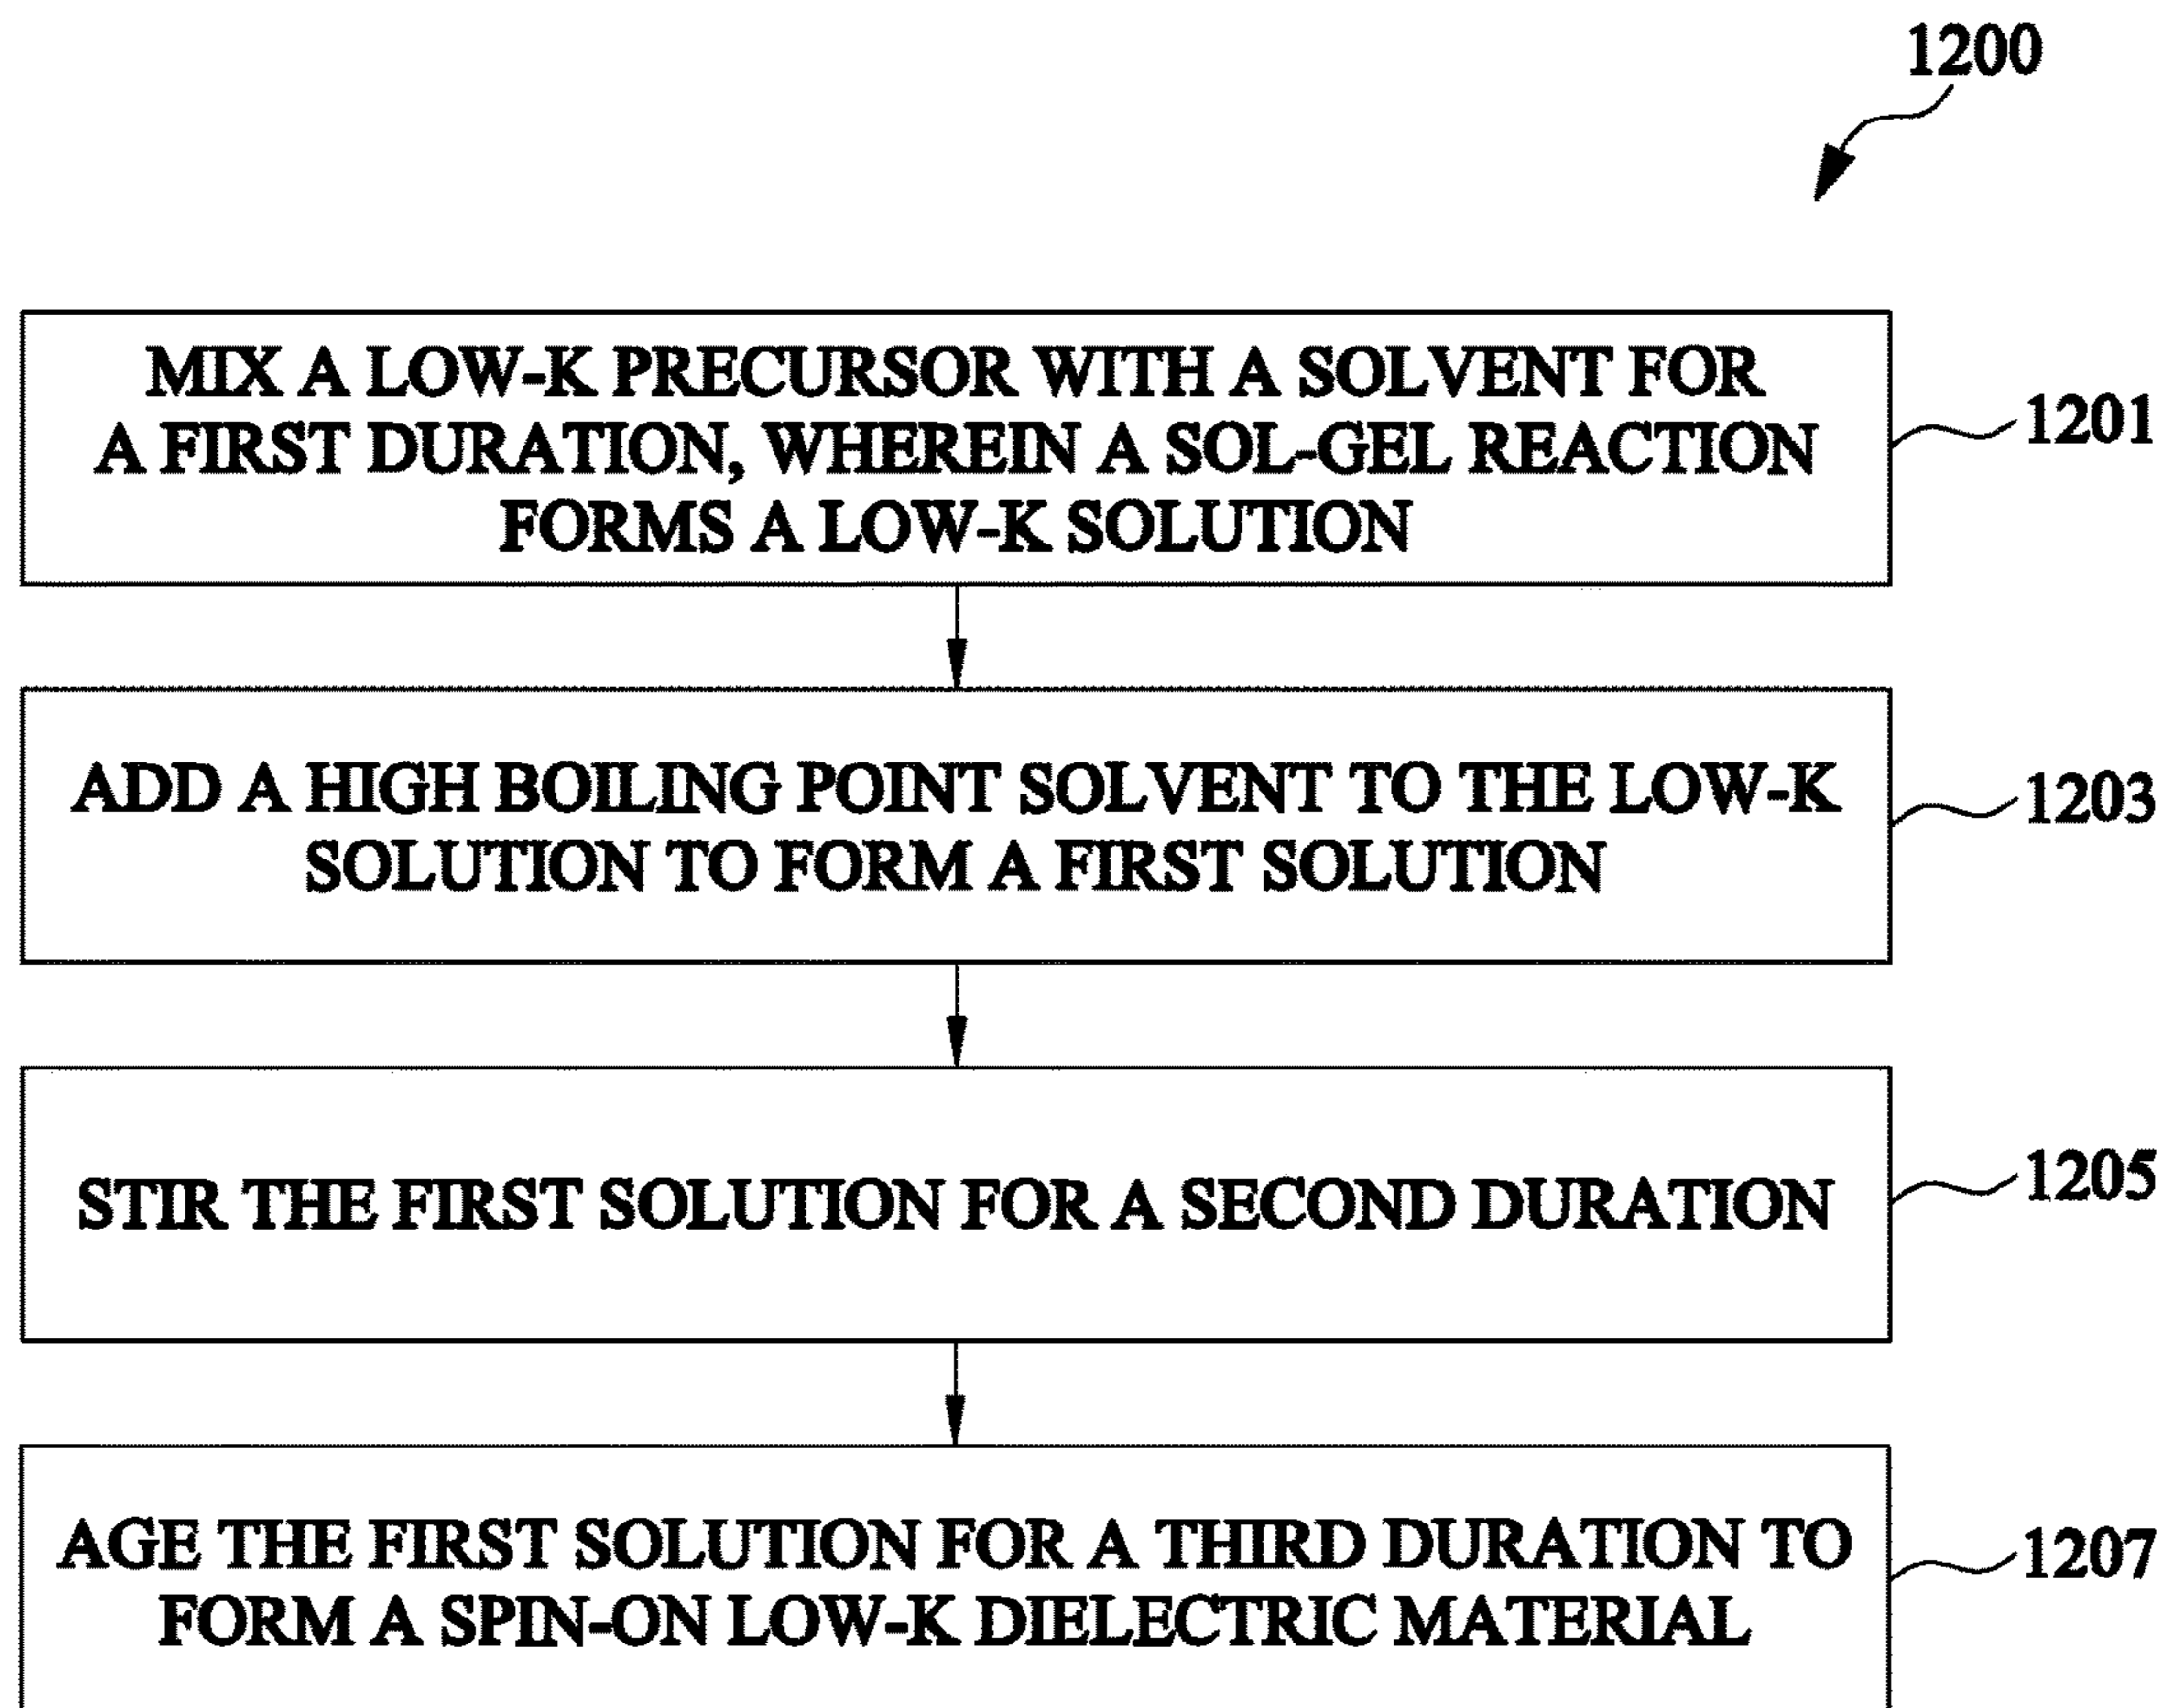 1200
MIX A LOW-K PRECURSOR WITH A SOLVENT FOR
A FIRST DURATION, WHEREIN A SOL-GEL REACTION
FORMS A LOW-K SOLUTION
1201
ADD A HIGH BOILING POINT SOLVENT TO THE LOW-K
SOLUTION TO FORM A FIRST SOLUTION
1203
STIR THE FIRST SOLUTION FOR A SECOND DURATION
1205
AGE THE FIRST SOLUTION FOR A THIRD DURATION TO
FORM A SPIN-ON LOW-K DIELECTRIC MATERIAL
1207